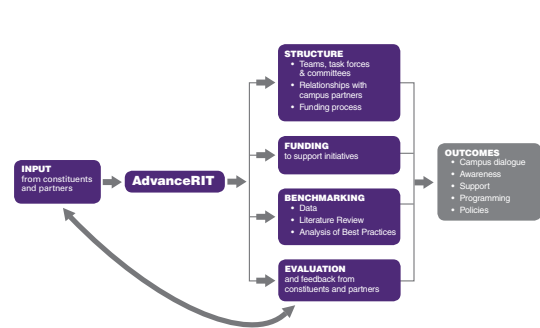 INPUT
from constituents
and partners
AdvanceRIT
STRUCTURE
• Teams, task forces
& committees
• Relationships with
campus partners
• Funding process
FUNDING
to support initiatives
BENCHMARKING
• Data
• Literature Review
• Analysis of Best Practices
EVALUATION
and feedback from
constituents and partners
OUTCOMES
• Campus dialogue
• Awareness
• Support
• Programming
• Policies